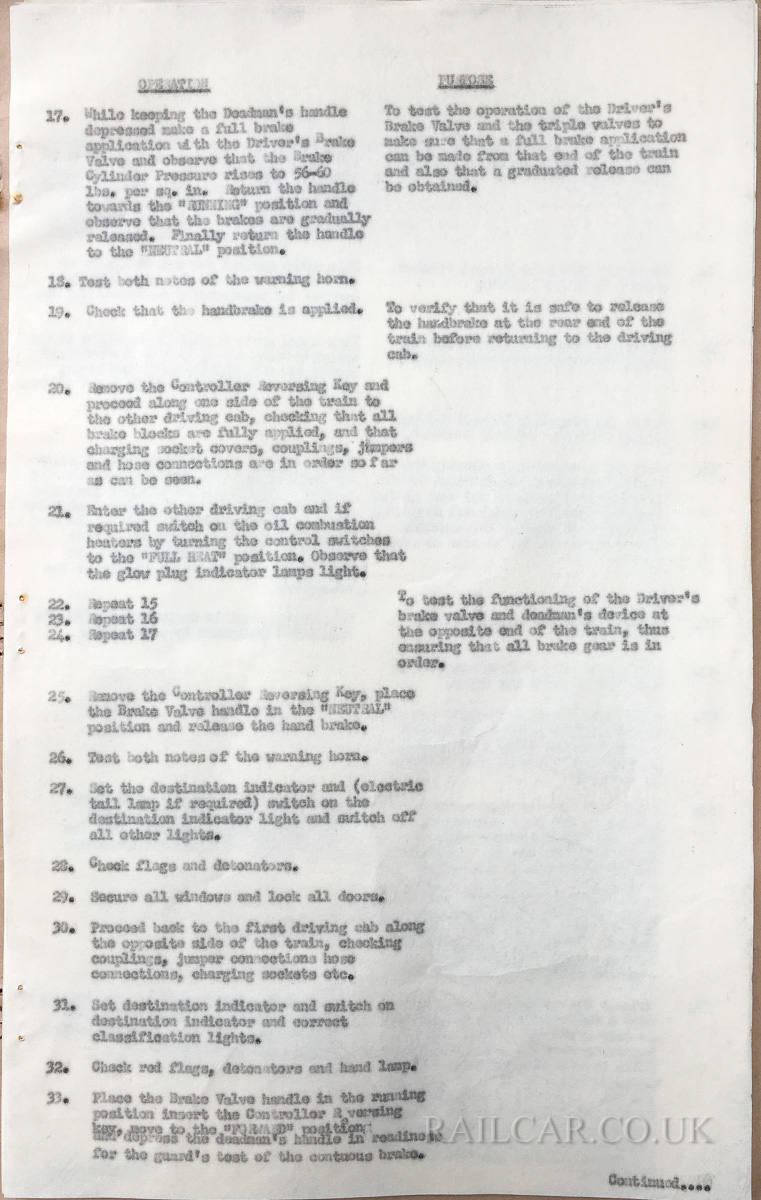 OPERATION PURPOSE
17. While keeping the Deadman's handle
depressed make a full brake
application with the Driver's Brake
Valve and observe that the Brake
Cylinder Pressure rises to 56-60
lbs. per sq. in. Return the handle
towards the "RUNNING" position and
observe that the brakes are gradually
released. Finally return the handle
to the "NEUTRAL" position.
To test the operation of the Driver's
Brake Valve and the triple valves to
make sure that a full brake application
can be made from that end of the train
and also that a graduated release can
be obtained.
18. Test both notes of the warning horn.
19. Check that the handbrake is applied.
To verify that it is safe to release
the handbrake at the rear end of the
train before returning to the driving
cab.
20. Remove the Controller Reversing Key and
proceed along one side of the train to
the other driving cab, checking that all
brake blocks are fully applied, and that
charging socket covers, couplings, jumpers
and hose connections are in order so far
as can be seen.
21. Enter the other driving cab and if
required switch on the oil combustion
heaters by turning the control switches
to the "FULL HEAT" position. Observe that
the glow plug indicator lamps light.
22. Repeat 15
23. Repeat 16
24. Repeat 17
To test the functioning of the Driver's
brake valve and deadman's device at
the opposite end of the train, thus
ensuring that all brake gear is in
order.
25. Remove the Controller Reversing Key, place
the Brake Valve handle in the "NEUTRAL"
position and release the hand brake.
26. Test both notes of the warning horn.
27. Set the destination indicator and (electric
tail lamp if required) switch on the
destination indicator light and switch off
all other lights.
28. Check flags and detonators.
29. Secure all windows and lock all doors.
30. Proceed back to the first driving cab along
the opposite side of the train, checking
couplings, jumper connections hose
connections, charging sockets etc.
31. Set destination indicator and switch on
destination indicator and correct
classification lights.
32. Check red flags, detonators and hand lamp.
33. Place the Brake Valve handle in the running
position insert the Controller R versing
key, move to the "FORWARD" position
and depress the deadman's handle in readine
for the guard's test of the contuous brake.
RAILCAR.CO.UK
Continued....